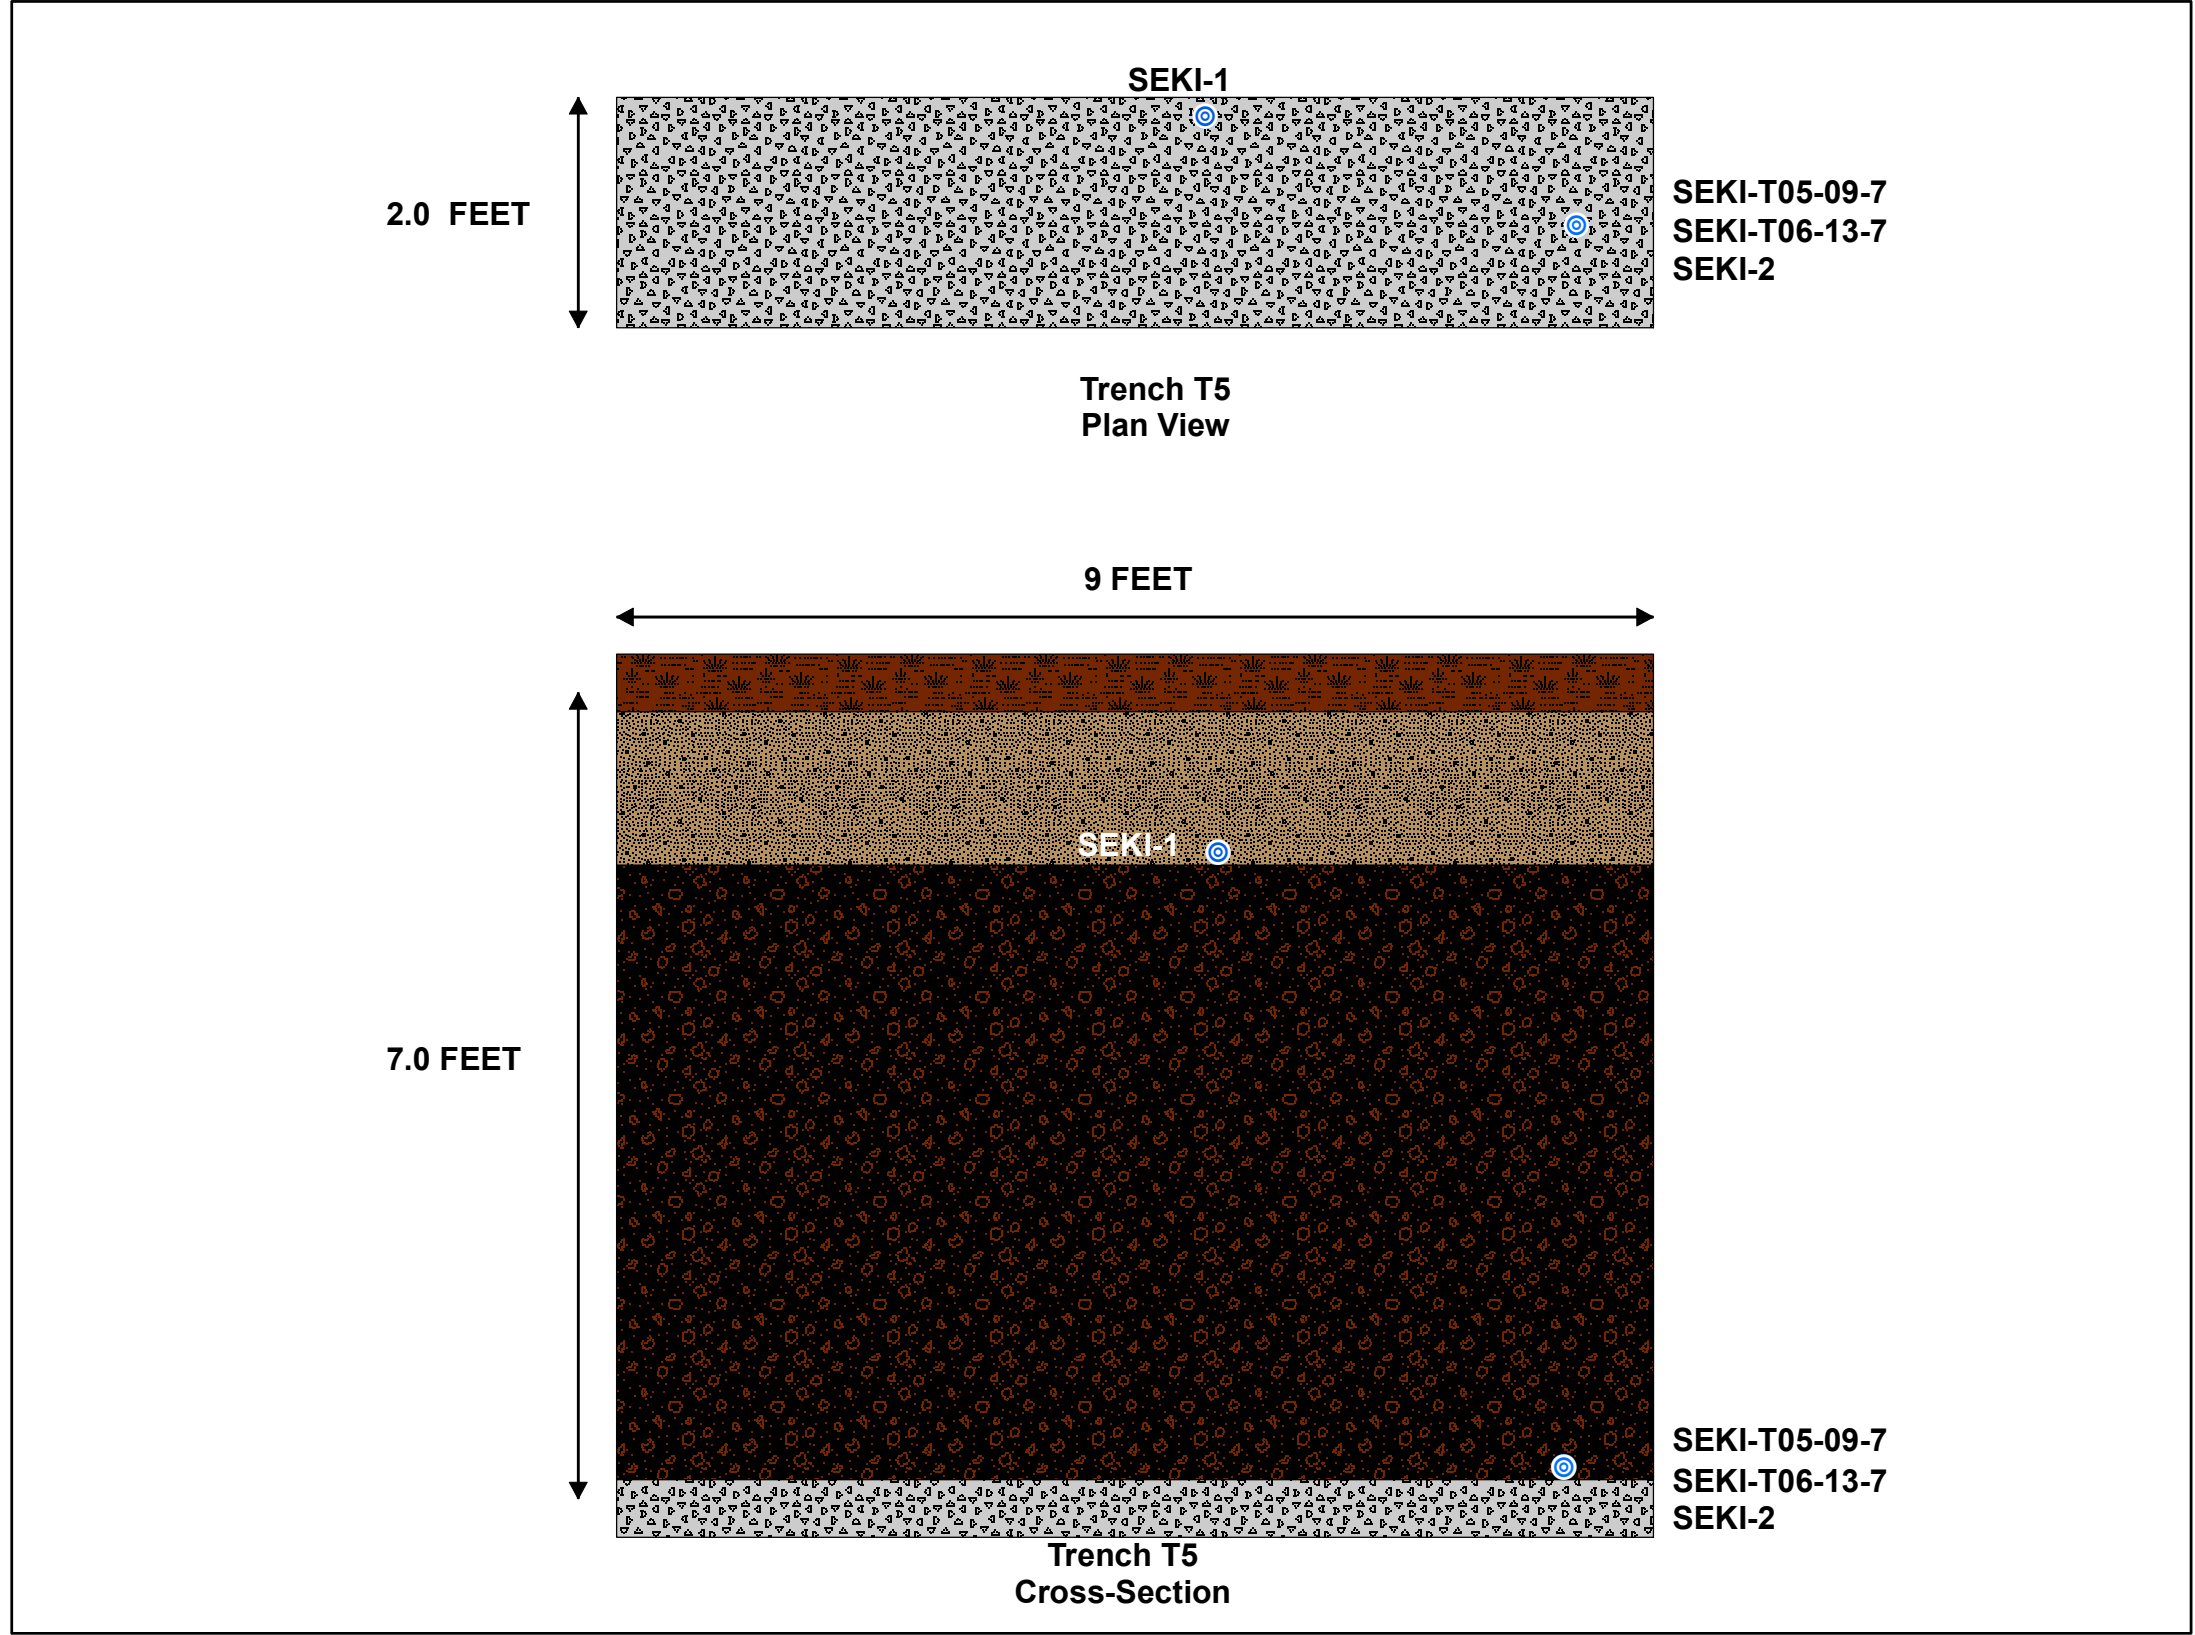 SEKI-1
2.0 FEET
SEKI-T05-09-7
SEKI-T06-13-7
SEKI-2
Trench T5
Plan View
9 FEET
SEKI-1
7.0 FEET
SEKI-T05-09-7
SEKI-T06-13-7
SEKI-2
Trench T5
Cross-Section